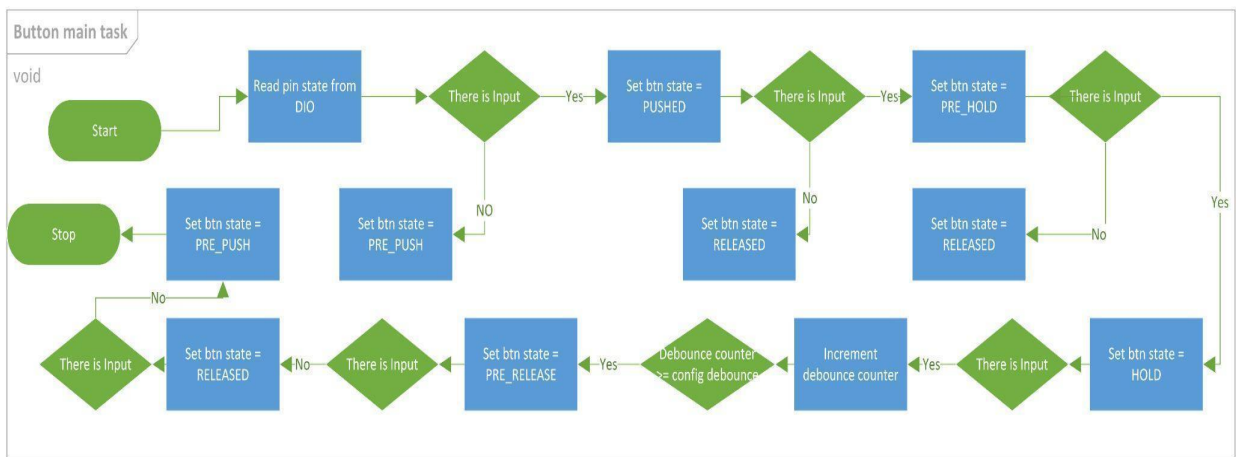 Button main task
void
Start
Read pin state from
DIO
There is Input
Yes
Set btn state =
PUSHED
There is Input
Yes
Set btn state =
PRE_HOLD
There is Input
Yes
NO
Set btn state =
PRE_PUSH
No
Set btn state =
RELEASED
No
Set btn state =
RELEASED
Set btn state =
HOLD
There is Input
Yes
Increment
debounce counter
Debounce counter
>= config debounce
Yes
Set btn state =
PRE_RELEASE
There is Input
No
Set btn state =
RELEASED
There is Input
No
Set btn state =
PRE_PUSH
Stop